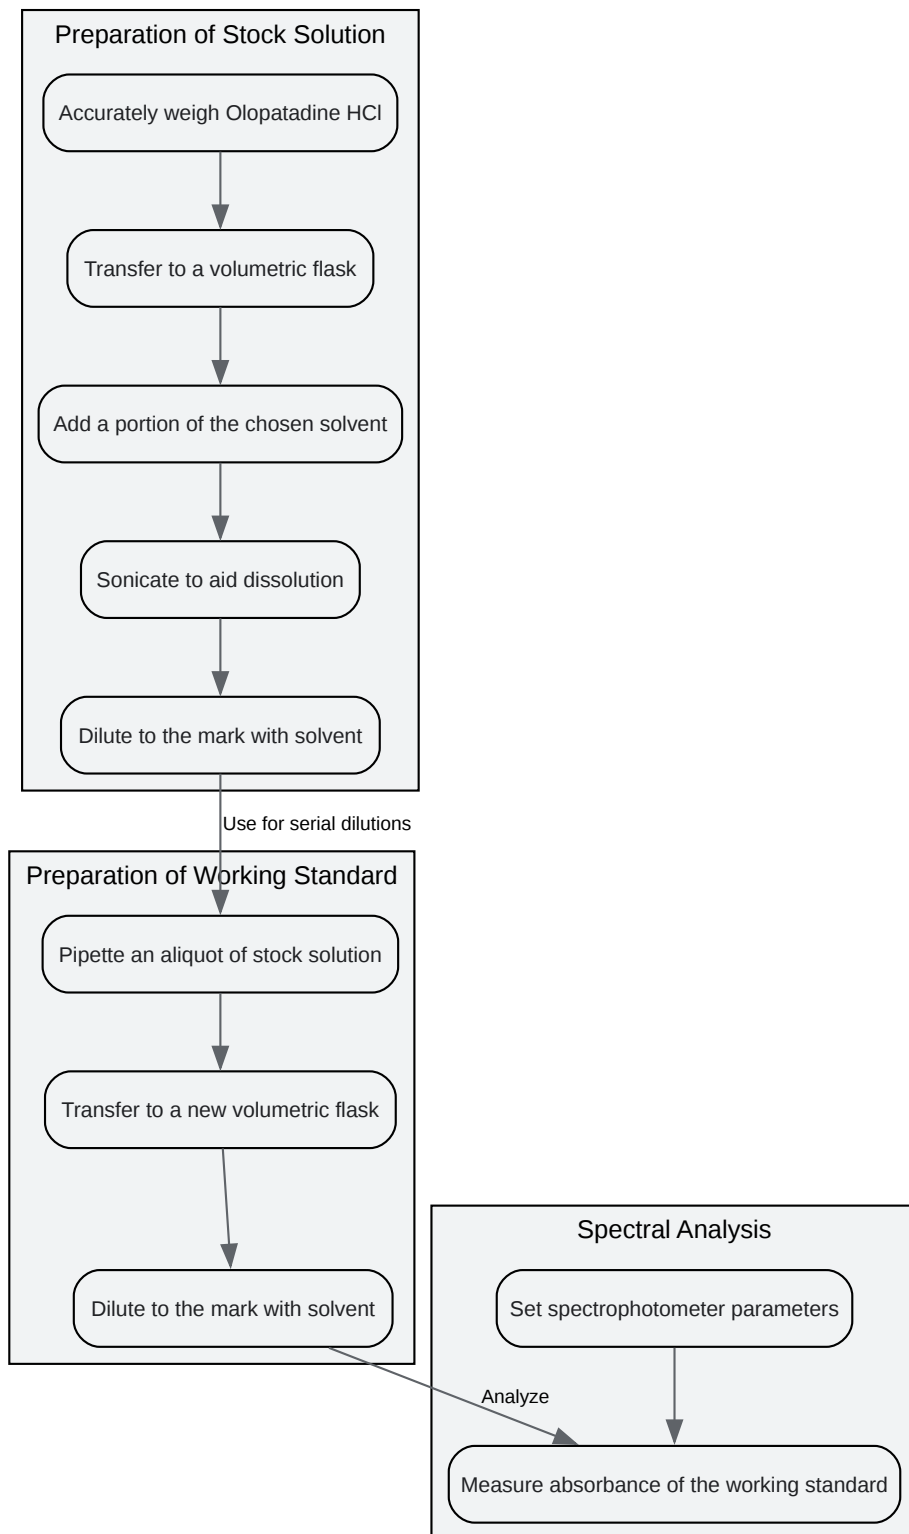 Preparation of Stock Solution
Accurately weigh Olopatadine HCl
Transfer to a volumetric flask
Add a portion of the chosen solvent
Sonicate to aid dissolution
Dilute to the mark with solvent
Use for serial dilutions
Preparation of Working Standard
Pipette an aliquot of stock solution
Transfer to a new volumetric flask
Dilute to the mark with solvent
Spectral Analysis
Set spectrophotometer parameters
Analyze
Measure absorbance of the working standard